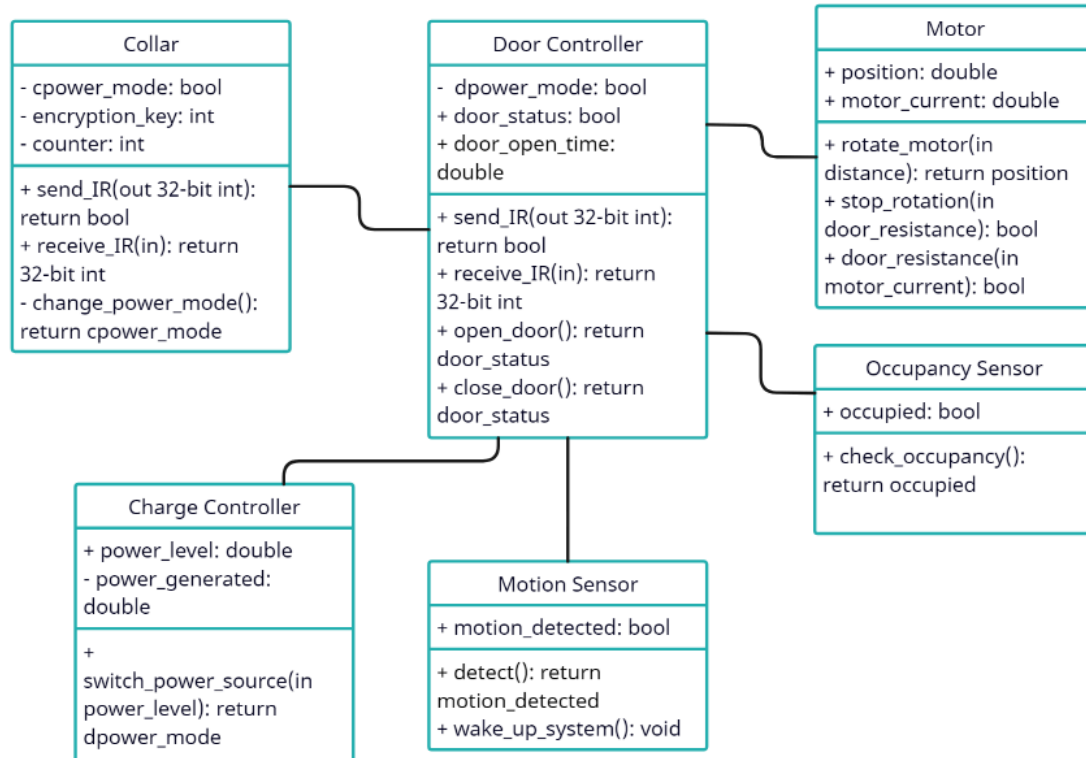 Collar
- cpower_mode: bool
- encryption_key: int
- counter: int
+ send_IR(out 32-bit int):
return bool
+ receive_IR(in): return
32-bit int
- change_power_mode():
return cpower_mode
Door Controller
- dpower_mode: bool
+ door_status: bool
+ door_open_time:
double
+ send_IR(out 32-bit int):
return bool
+ receive_IR(in): return
32-bit int
+ open_door(): return
door_status
+ close_door(): return
door_status
Motor
+ position: double
+ motor_current: double
+ rotate_motor(in
distance): return position
+ stop_rotation(in
door_resistance): bool
+ door_resistance(in
motor_current): bool
Occupancy Sensor
+ occupied: bool
+ check_occupancy():
return occupied
Charge Controller
+ power_level: double
- power_generated:
double
+
switch_power_source(in
power_level): return
dpower_mode
Motion Sensor
+ motion_detected: bool
+ detect(): return
motion_detected
+ wake_up_system(): void